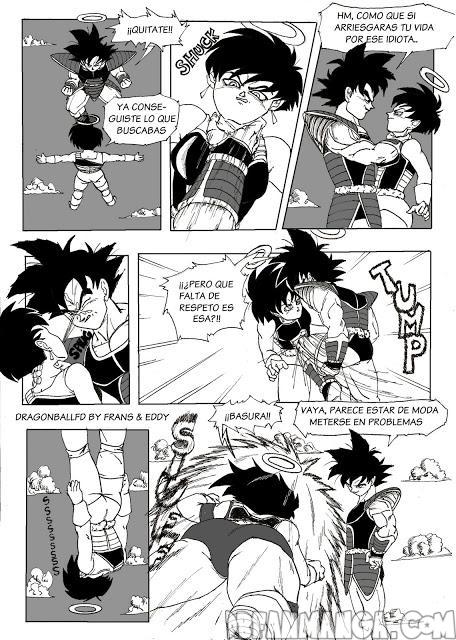 ¡¡QUITATE!!
YA CONSE-
GUISTE LO QUE
BUSCABAS
SHUCK
HM, COMO QUE SI
ARRIESGARAS TU VIDA
POR ESE IDIOTA..
¡¡¿PERO QUE
FALTA DE
RESPETO ES
ESA?!!
TUMP
DRAGONBALLFD BY FRANS & EDDY
¡¡BASURA!!
VAYA, PARECE ESTAR DE MODA
METERSE EN PROBLEMAS
SSSSSSSS